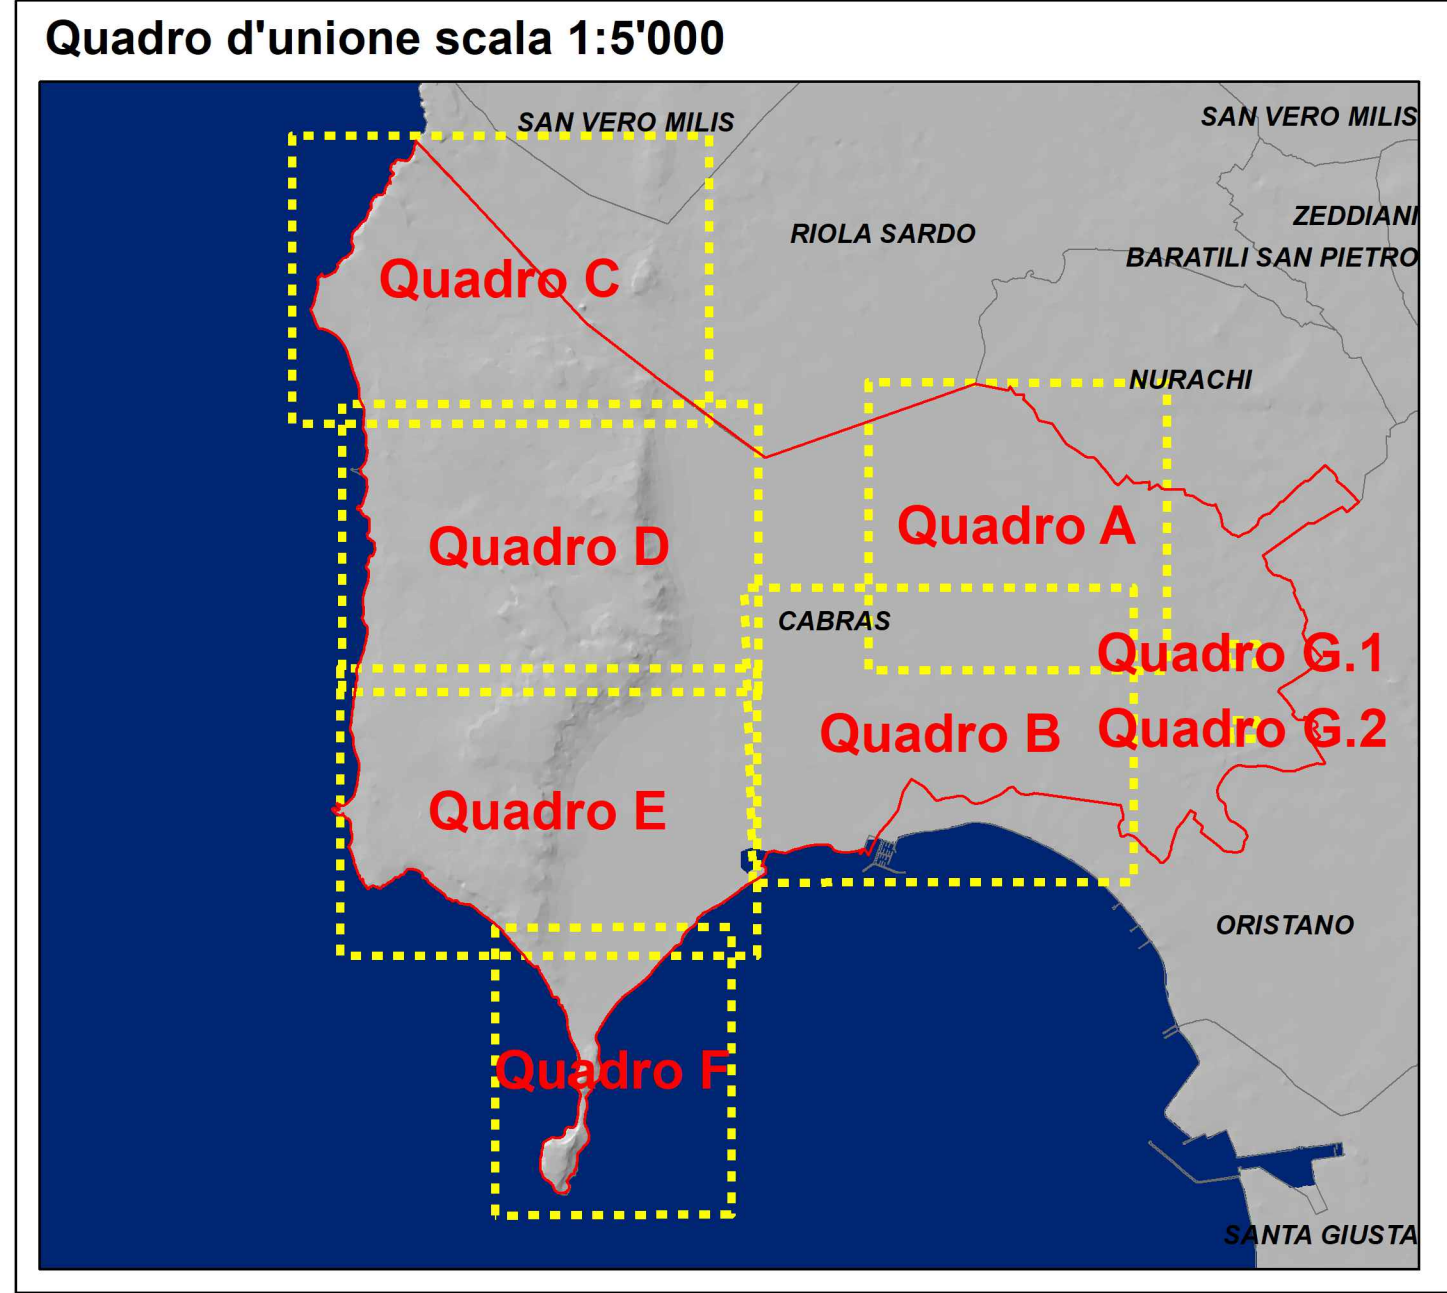 Quadro d'unione scala 1:5'000
SAN VERO MILIS
SAN VERO MILIS
ZEDDIANI
RIOLA SARDO
BARATILI SAN PIETRO
Quadro C
NURACHI
Quadro A
Quadro D
CABRAS
Quadro G.1
Quadro B
Quadro G.2
Quadro E
ORISTANO
Quadro F
SANTA GIUSTA